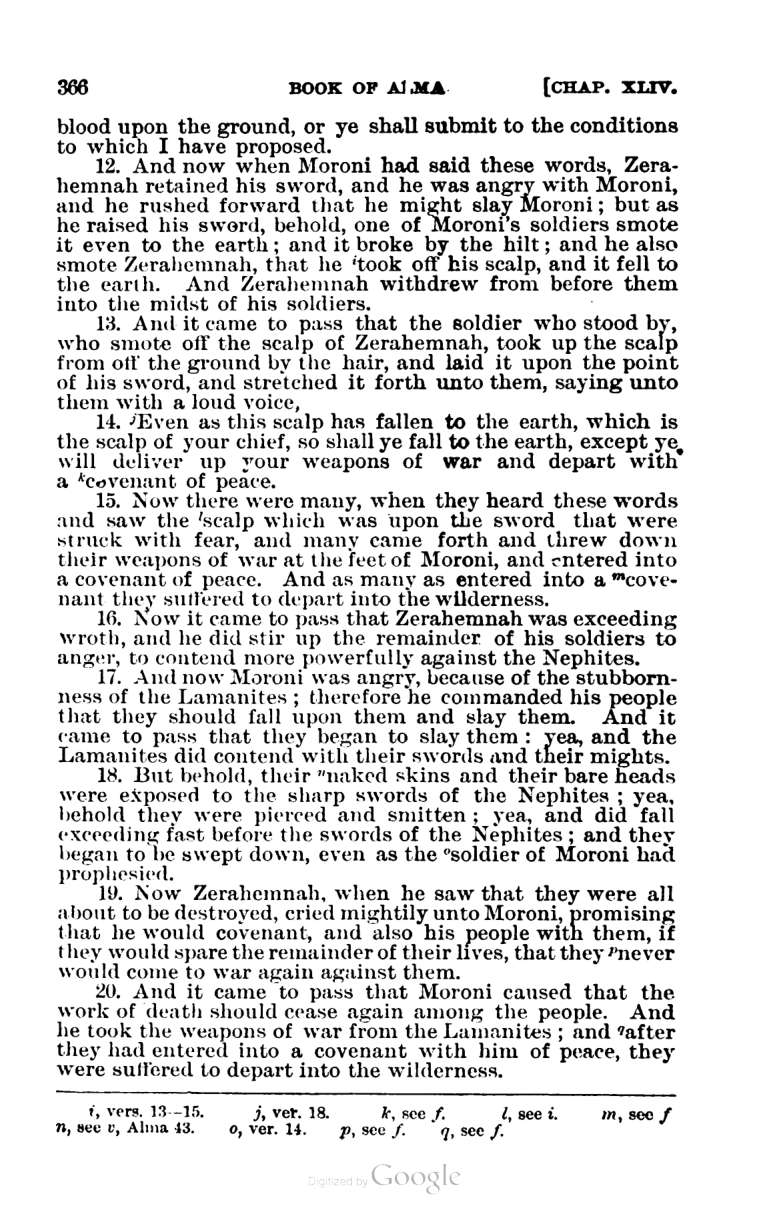 366 BOOK OF ALMA. [CHAP. XLIV.
blood upon the ground, or ye shall submit to the conditions
to which I have proposed.
12. And now when Moroni had said these words, Zera-
hemnah retained his sword, and he was angry with Moroni,
and he rushed forward that he might slay Moroni; but as
he raised his sword, behold, one of Moroni's soldiers smote
it even to the earth; and it broke by the hilt; and he also
smote Zerahemnah, that he itook off his scalp, and it fell to
the earth. And Zerahemnah withdrew from before them
into the midst of his soldiers.
13. And it came to pass that the soldier who stood by,
who smote off the scalp of Zerahemnah, took up the scalp
from off the ground by the hair, and laid it upon the point
of his sword, and stretched it forth unto them, saying unto
them with a loud voice,
14. jEven as this scalp has fallen to the earth, which is
the scalp of your chief, so shall ye fall to the earth, except ye
will deliver up your weapons of war and depart with
a kcovenant of peace.
15. Now there were many, when they heard these words
and saw the lscalp which was upon the sword that were
struck with fear, and many came forth and threw down
their weapons of war at the feet of Moroni, and entered into
a covenant of peace. And as many as entered into a mcove-
nant they suffered to depart into the wilderness.
16. Now it came to pass that Zerahemnah was exceeding
wroth, and he did stir up the remainder of his soldiers to
anger, to contend more powerfully against the Nephites.
17. And now Moroni was angry, because of the stubborn-
ness of the Lamanites; therefore he commanded his people
that they should fall upon them and slay them. And it
came to pass that they began to slay them: yea, and the
Lamanites did contend with their swords and their mights.
18. But behold, their nnaked skins and their bare heads
were exposed to the sharp swords of the Nephites; yea,
behold they were pierced and smitten; yea, and did fall
exceeding fast before the swords of the Nephites; and they
began to be swept down, even as the osoldier of Moroni had
prophesied.
19. Now Zerahemnah, when he saw that they were all
about to be destroyed, cried mightily unto Moroni, promising
that he would covenant, and also his people with them, if
they would spare the remainder of their lives, that they pnever
would come to war again against them.
20. And it came to pass that Moroni caused that the
work of death should cease again among the people. And
he took the weapons of war from the Lamanites; and qafter
they had entered into a covenant with him of peace, they
were suffered to depart into the wilderness.
i, vers. 13--15. j, ver. 18. k, see f. l, see i. m, see f
n, see v, Alma 43. o, ver. 14. p, see f. q, see f.
Digitized by Google